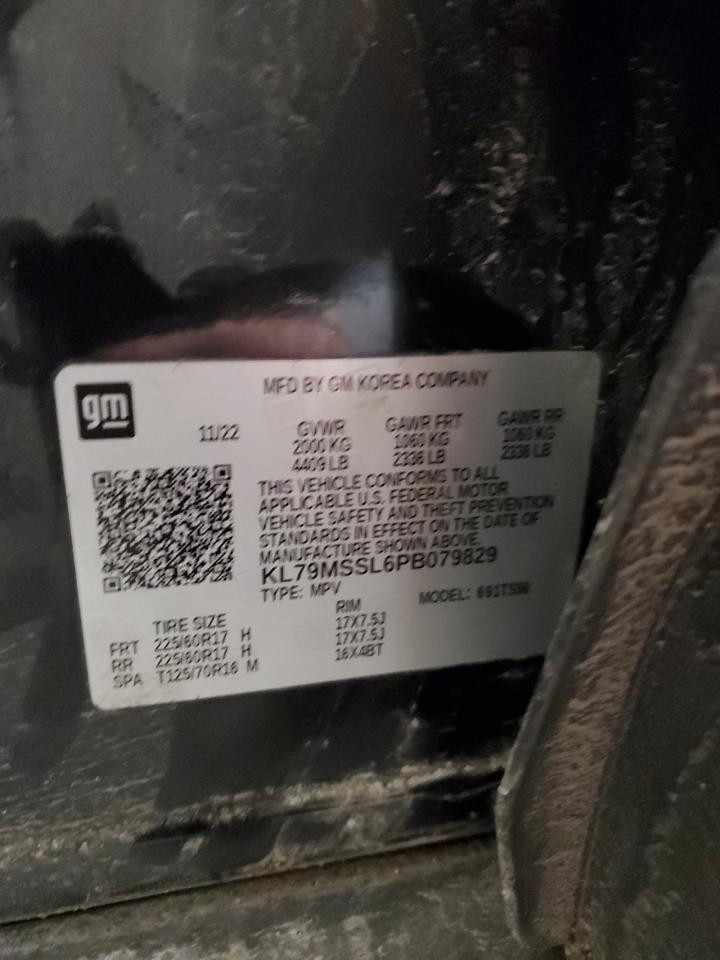 MFD BY GM KOREA COMPANY
gm
11/22
GVWR GAWR FRT GAWR RR
2000 KG 1060 KG 1060 KG
4409 LB 2336 LB 2336 LB
THIS VEHICLE CONFORMS TO ALL
APPLICABLE U.S. FEDERAL MOTOR
VEHICLE SAFETY AND THEFT PREVENTION
STANDARDS IN EFFECT ON THE DATE OF
MANUFACTURE SHOWN ABOVE.
KL79MSSL6PB079829
TYPE: MPV MODEL: 691TS56
TIRE SIZE RIM
FRT 225/60R17 H 17X7.5J
RR 225/60R17 H 17X7.5J
SPA T125/70R16 M 16X4BT